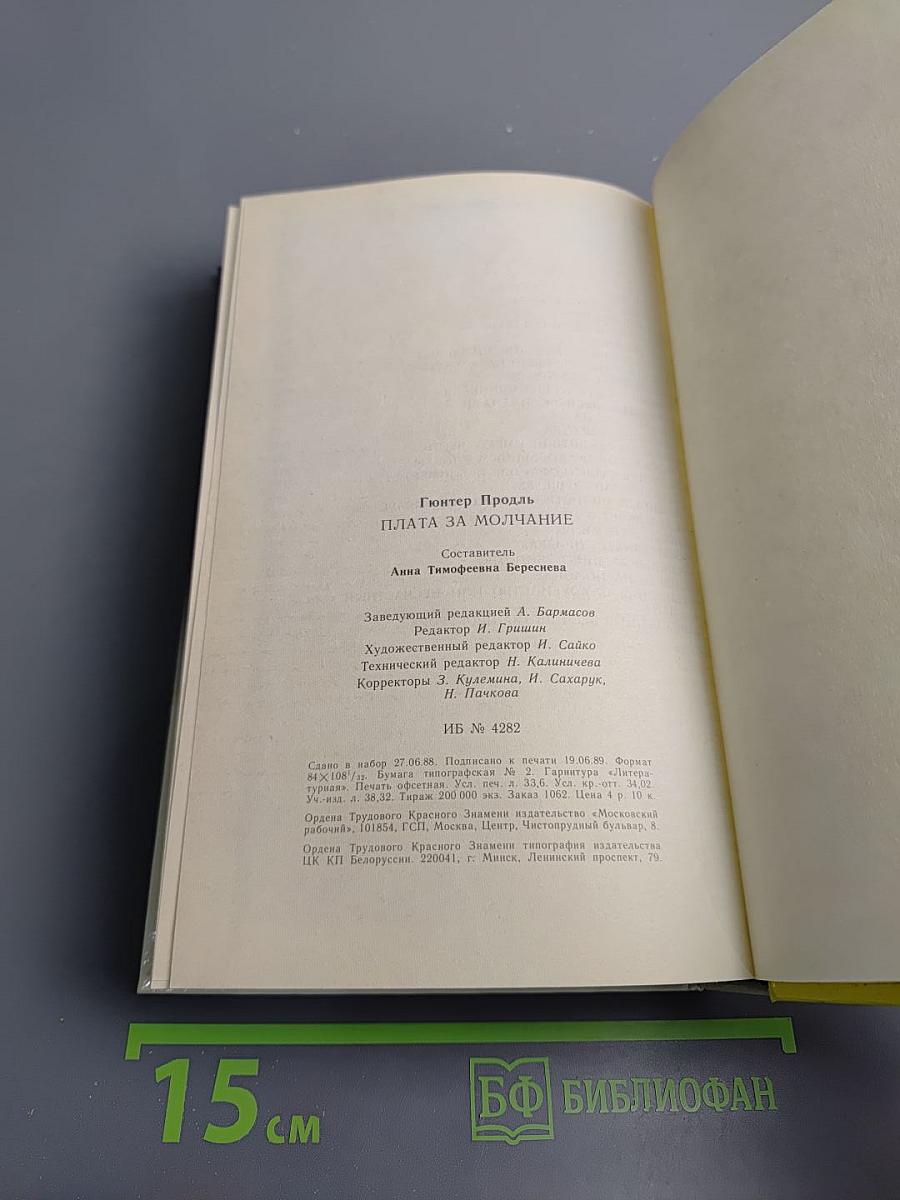 Гюнтер Продль
ПЛАТА ЗА МОЛЧАНИЕ
Составитель
Анна Тимофеевна Береснева
Заведующий редакцией А. Бармасов
Редактор И. Гришин
Художественный редактор И. Сайко
Технический редактор Н. Калиничева
Корректоры З. Кулемина, И. Сахарук,
Н. Пачкова
ИБ № 4282
Сдано в набор 27.06.88. Подписано к печати 19.06.89. Формат
84×108¹/₃₂. Бумага типографская № 2. Гарнитура «Литера-
турная». Печать офсетная. Усл. печ. л. 33,6. Усл. кр.-отт. 34,02.
Уч.-изд. л. 38,32. Тираж 200 000 экз. Заказ 1062. Цена 4 р. 10 к.
Ордена Трудового Красного Знамени издательство «Московский
рабочий», 101854, ГСП, Москва, Центр, Чистопрудный бульвар, 8.
Ордена Трудового Красного Знамени типография издательства
ЦК КП Белоруссии. 220041, г. Минск, Ленинский проспект, 79.
15 см
БФ БИБЛИОФАН